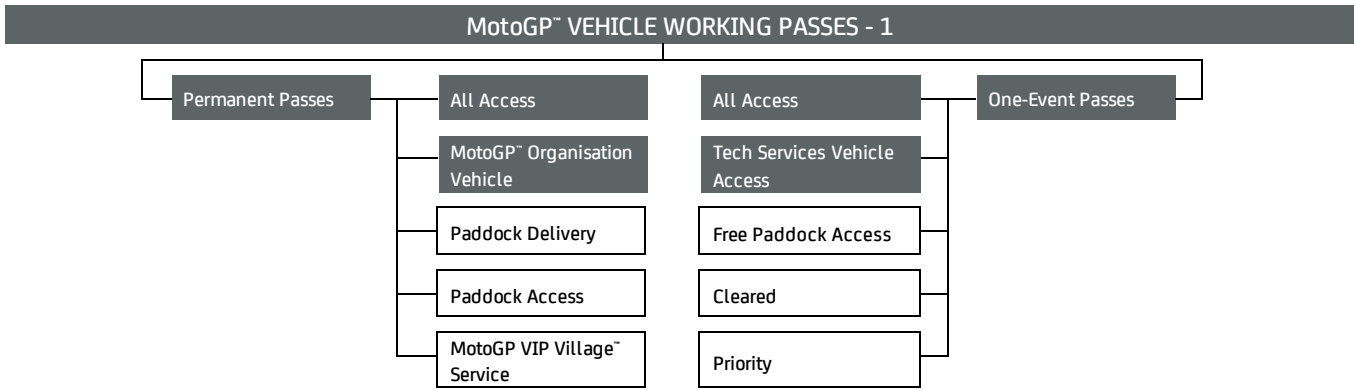 MotoGP™ VEHICLE WORKING PASSES - 1
Permanent Passes
All Access
MotoGP™ Organisation
Vehicle
Paddock Delivery
Paddock Access
MotoGP VIP Village™
Service
All Access
Tech Services Vehicle
Access
Free Paddock Access
Cleared
Priority
One-Event Passes